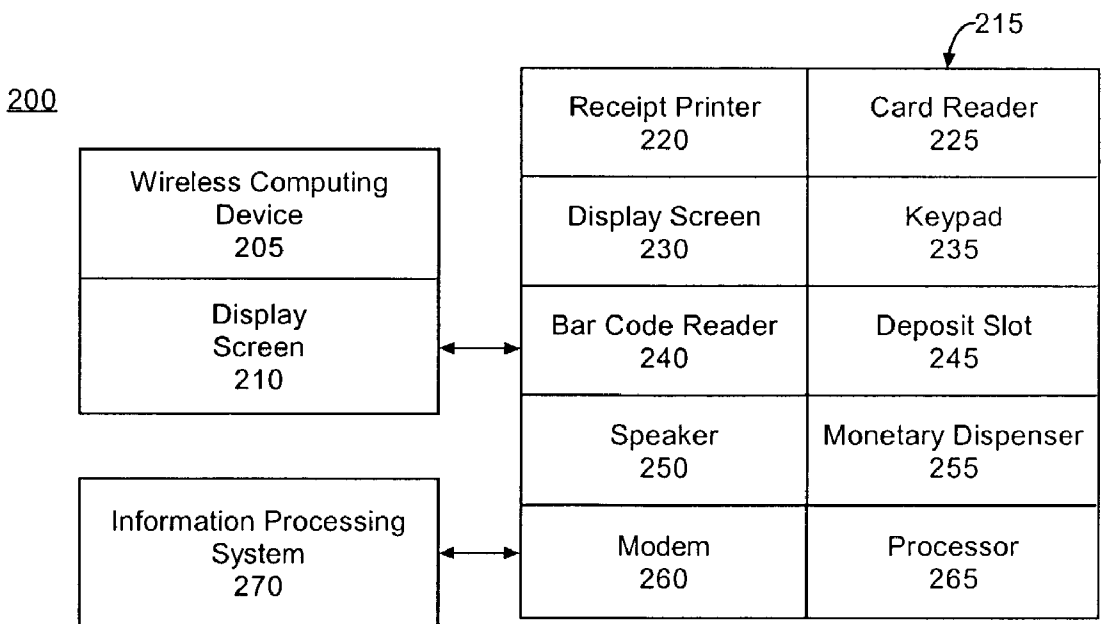 215
200
Receipt Printer
220
Card Reader
225
Wireless Computing
Device
205
Display Screen
230
Keypad
235
Display
Screen
210
Bar Code Reader
240
Deposit Slot
245
Speaker
250
Monetary Dispenser
255
Information Processing
System
270
Modem
260
Processor
265